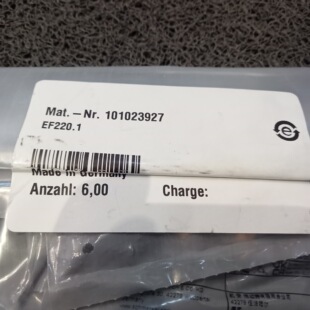 Mat. – Nr. 101023927
EF220.1
Made in Germany
Anzahl: 6,00 Charge: